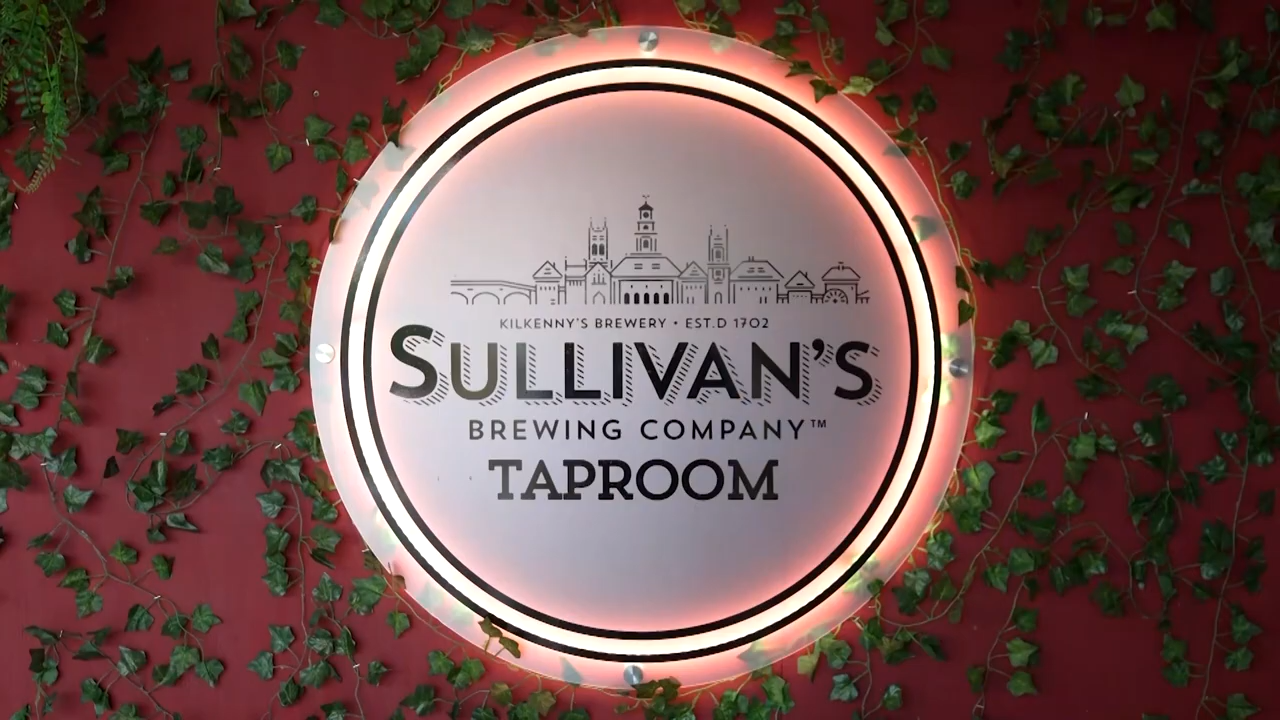 KILKENNY'S BREWERY • EST.D 1702
SULLIVAN'S
BREWING COMPANY™
TAPROOM